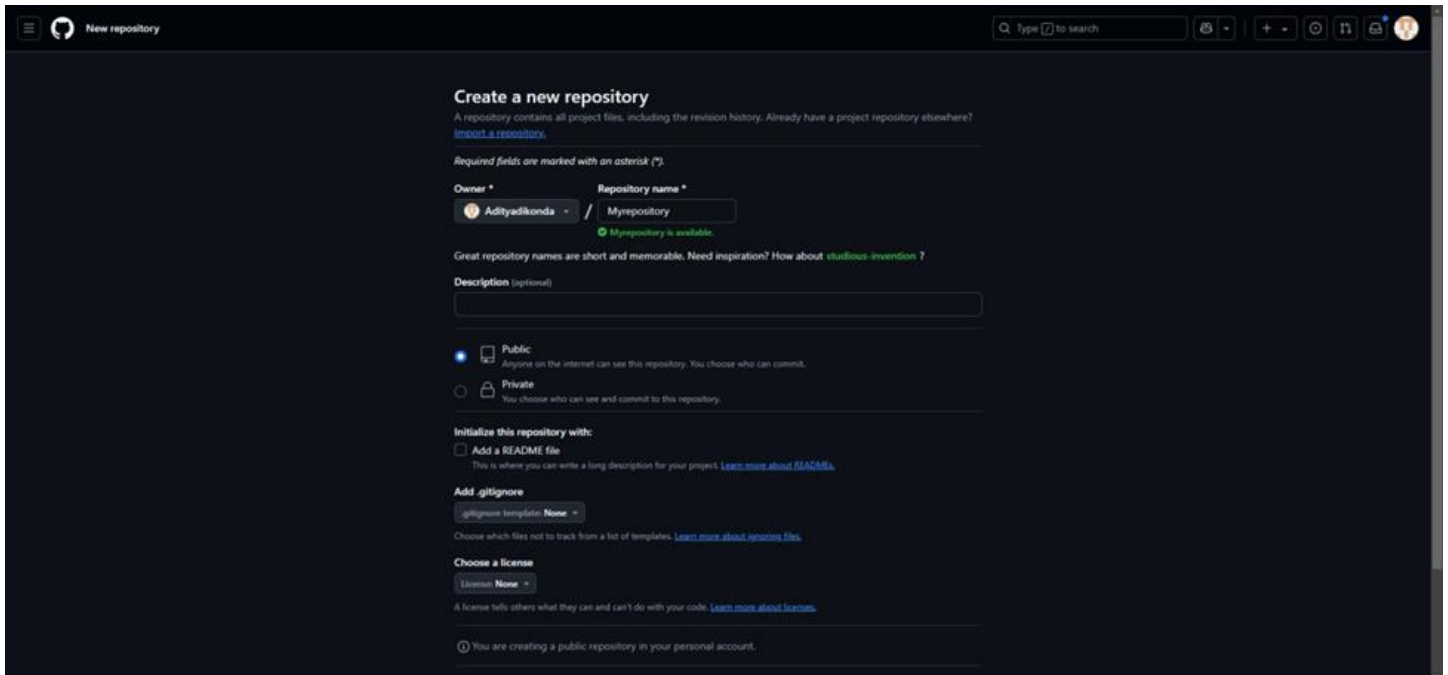 New repository
Type / to search
Create a new repository
A repository contains all project files, including the revision history. Already have a project repository elsewhere?
Import a repository.
Required fields are marked with an asterisk (*).
Owner * Repository name *
Adityadikonda / Myrepository
Myrepository is available.
Great repository names are short and memorable. Need inspiration? How about studious-invention ?
Description (optional)
Public
Anyone on the internet can see this repository. You choose who can commit.
Private
You choose who can see and commit to this repository.
Initialize this repository with:
Add a README file
This is where you can write a long description for your project. Learn more about READMEs.
Add .gitignore
.gitignore template: None
Choose which files not to track from a list of templates. Learn more about ignoring files.
Choose a license
License: None
A license tells others what they can and can't do with your code. Learn more about licenses.
You are creating a public repository in your personal account.